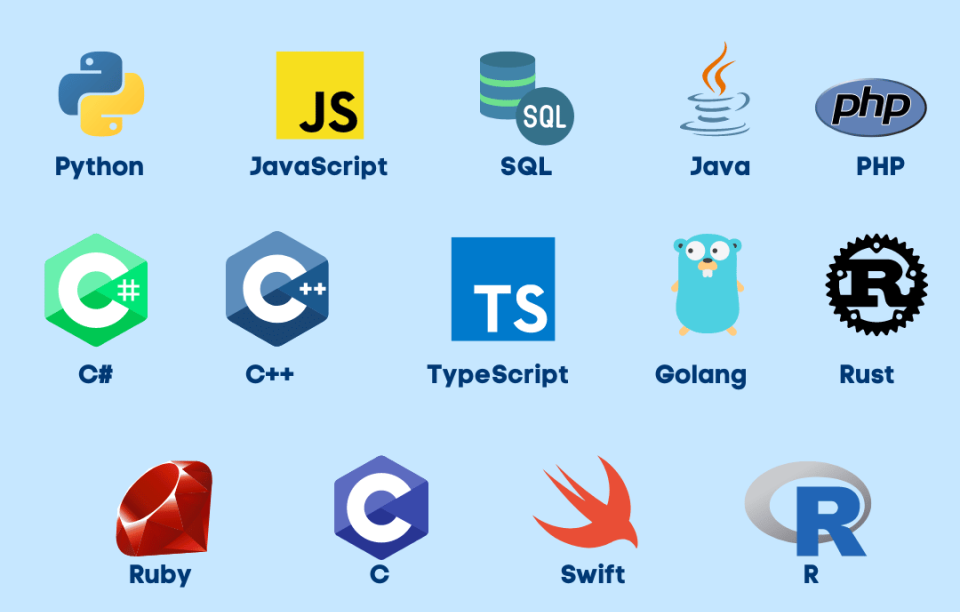 JS
SQL
php
Python
JavaScript
SQL
Java
PHP
C#
C++
TS
R
C#
C++
TypeScript
Golang
Rust
C
R
Ruby
C
Swift
R